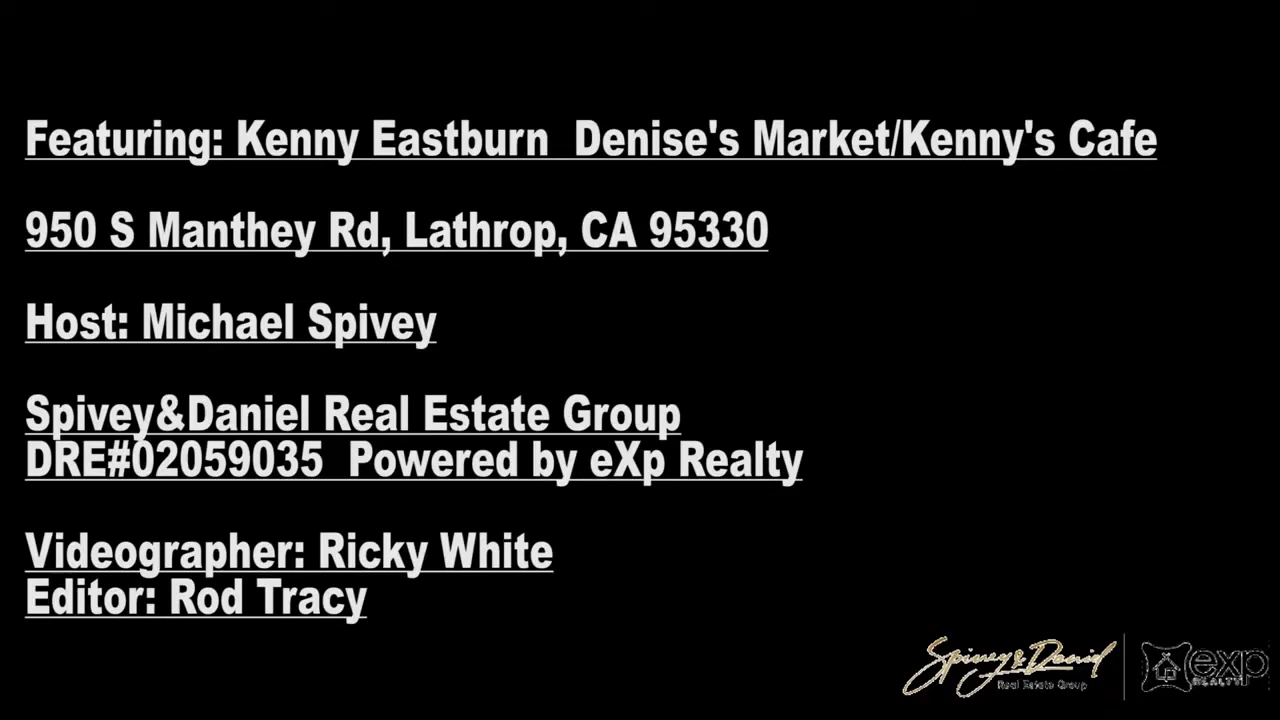 Featuring: Kenny Eastburn  Denise's Market/Kenny's Cafe
950 S Manthey Rd, Lathrop, CA 95330
Host: Michael Spivey
Spivey&Daniel Real Estate Group
DRE#02059035  Powered by eXp Realty
Videographer: Ricky White
Editor: Rod Tracy
Spivey & Daniel
Real Estate Group
exp
REALTY